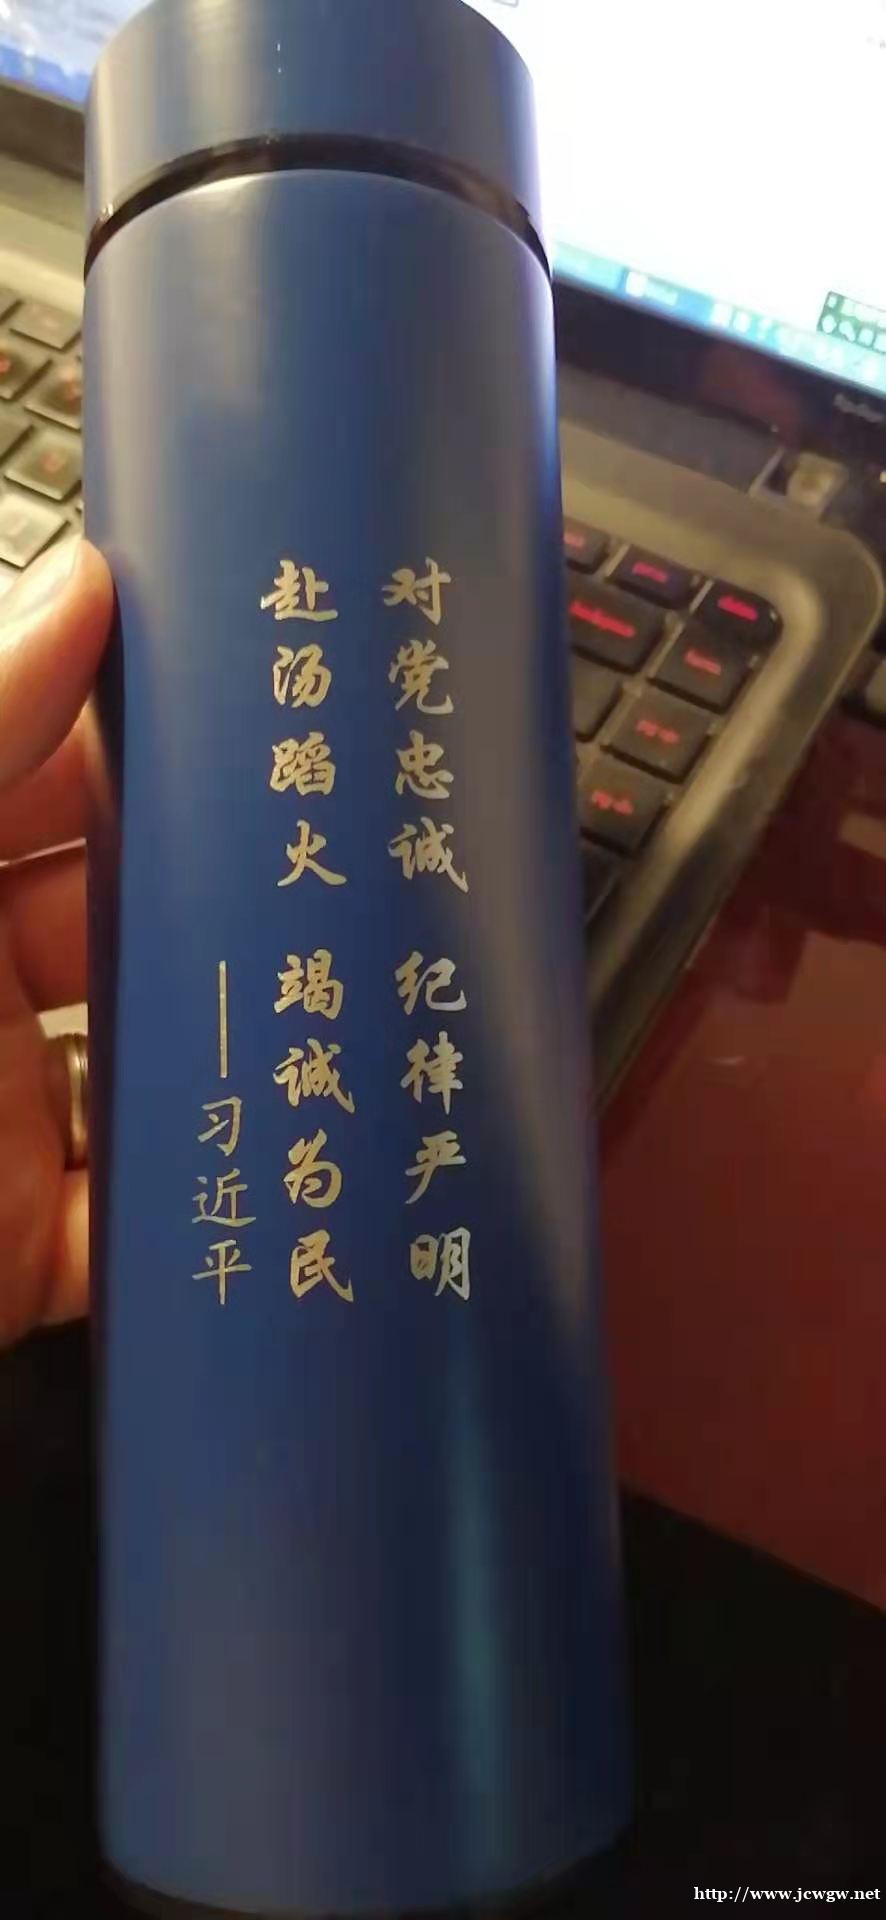 对党忠诚 纪律严明
赴汤蹈火 竭诚为民
——习近平
http://www.jcwgw.net